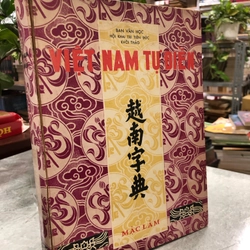 BAN VĂN HỌC
HỘI KHAI TRÍ TIẾN ĐỨC
KHỞI THẢO
VIỆT NAM TỰ ĐIỂN
越南字典
MẶC LÂM